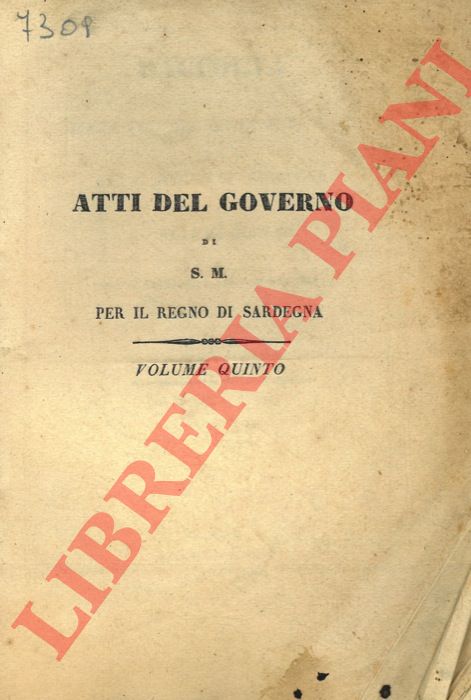 7309
ATTI DEL GOVERNO
DI
S. M.
PER IL REGNO DI SARDEGNA
VOLUME QUINTO
LIBRERIA PIANI